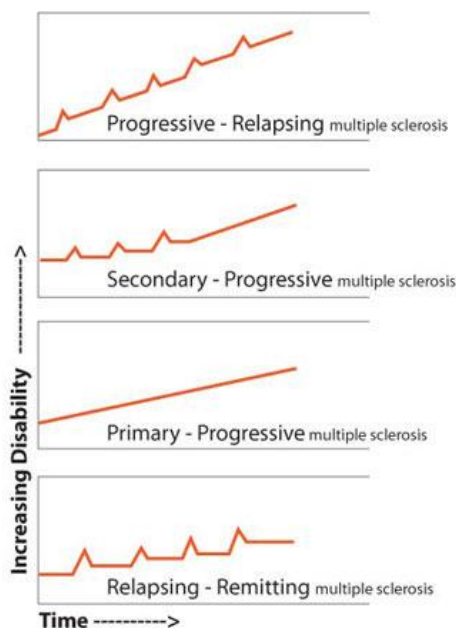 Progressive - Relapsing multiple sclerosis
Secondary - Progressive multiple sclerosis
Primary - Progressive multiple sclerosis
Relapsing - Remitting multiple sclerosis
Increasing Disability -------------->
Time ---------->